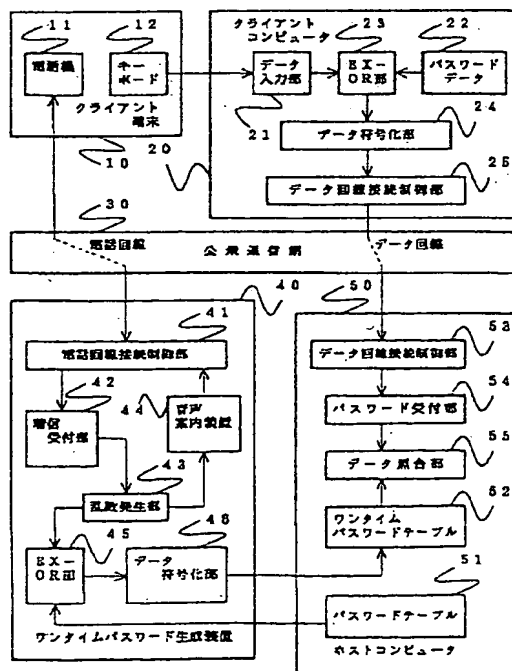 11
12
クライアント
コンピュータ
23
22
電話機
キー
ボード
クライアント
端末
データ
入力部
EX-
OR部
パスワード
データ
21
24
データ符号化部
10
20
25
データ回線接続制御部
30
電話回線
公衆通信網
データ回線
40
50
41
電話回線接続制御部
53
データ回線接続制御部
42
着信
受付部
44
音声
案内装置
54
パスワード受付部
55
データ照合部
43
乱数発生部
52
ワンタイム
パスワードテーブル
45
46
EX-
OR部
データ
符号化部
51
パスワードテーブル
ワンタイムパスワード生成装置
ホストコンピュータ